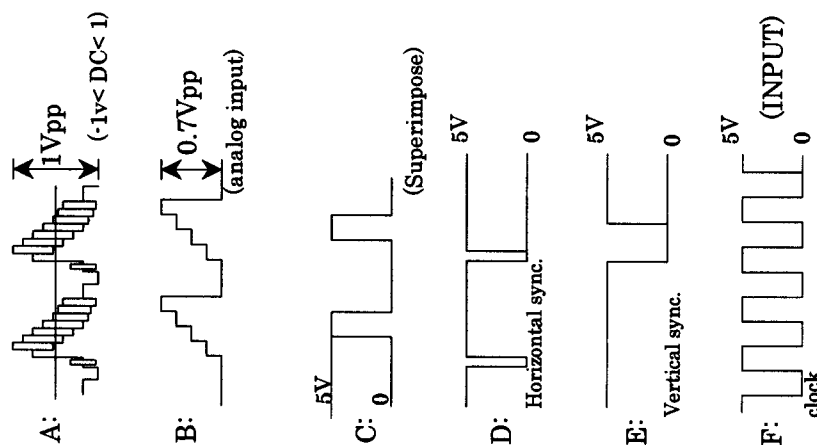 A:
1Vpp
(-1v< DC< 1)
B:
0.7Vpp
(analog input)
C:
5V
0
(Superimpose)
D:
5V
0
Horizontal sync.
E:
5V
0
Vertical sync.
F:
5V
0
(INPUT)
clock